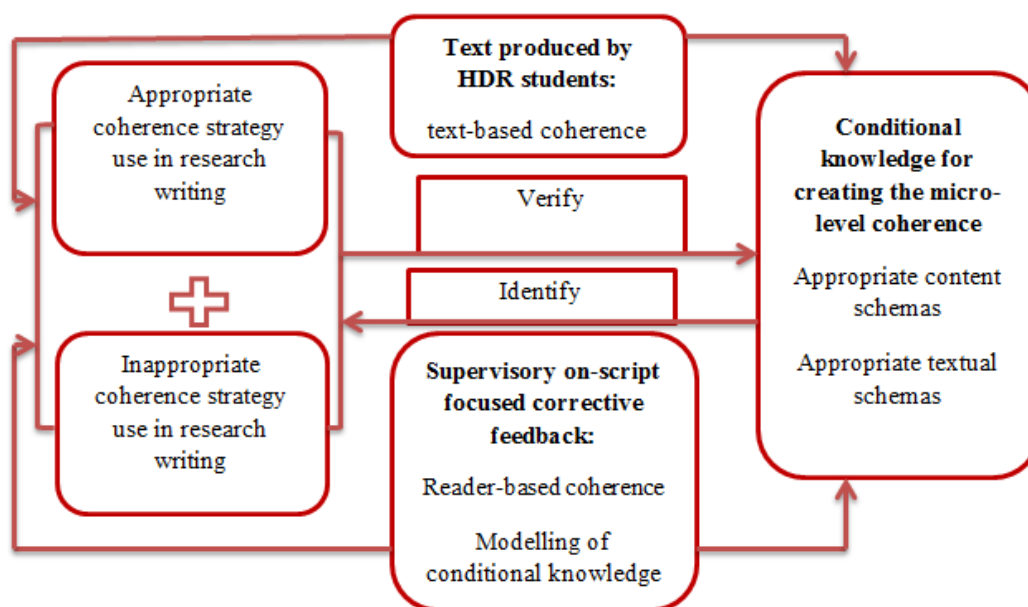 Text produced by
HDR students:
text-based coherence
Appropriate
coherence strategy
use in research
writing
Verify
Identify
Inappropriate
coherence strategy
use in research
writing
Supervisory on-script
focused corrective
feedback:
Reader-based coherence
Modelling of
conditional knowledge
Conditional
knowledge for
creating the micro-
level coherence
Appropriate content
schemas
Appropriate textual
schemas